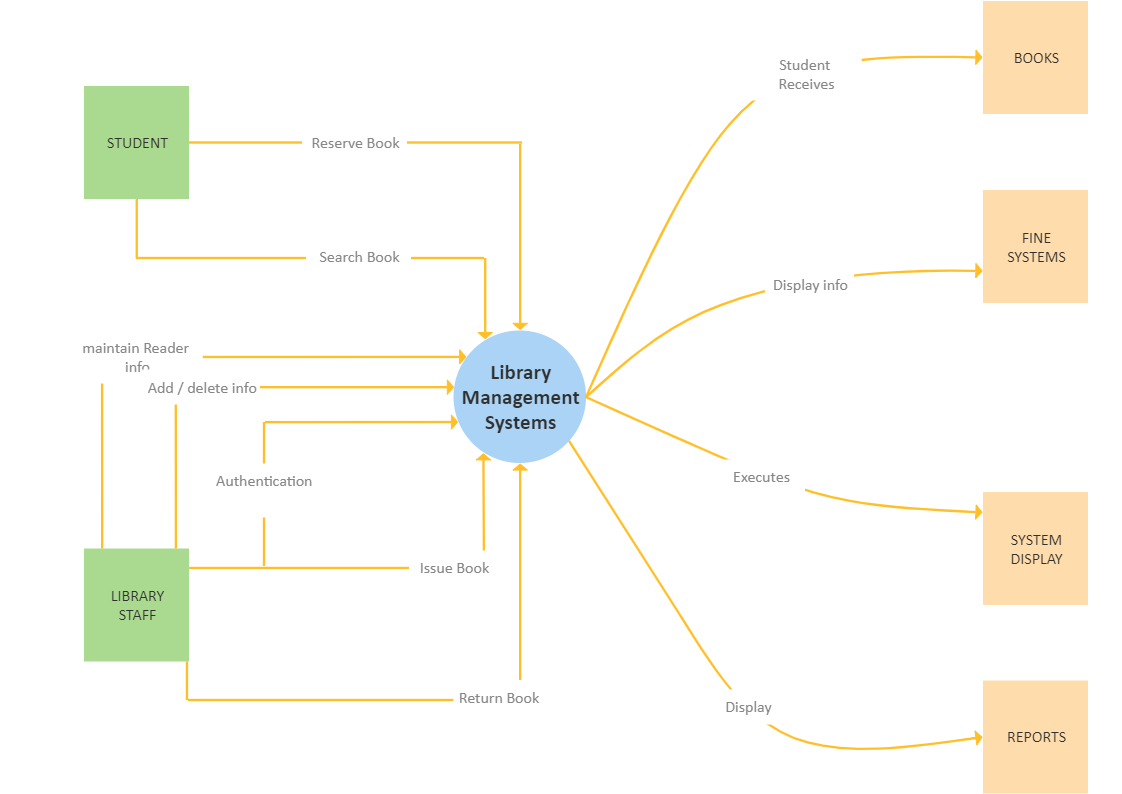 BOOKS
Student
Receives
STUDENT
Reserve Book
FINE
SYSTEMS
Search Book
Display info
maintain Reader
info
Add / delete info
Library
Management
Systems
Authentication
Executes
SYSTEM
DISPLAY
Issue Book
LIBRARY
STAFF
Return Book
Display
REPORTS